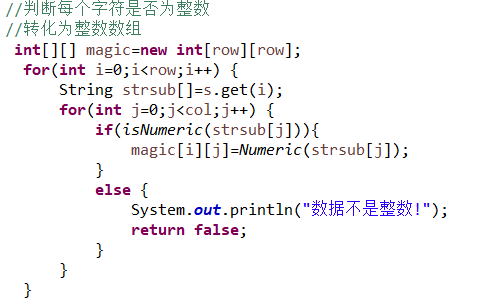 //判断每个字符是否为整数
//转化为整数数组
int[][] magic=new int[row][row];
for(int i=0;i<row;i++) {
String strsub[]=s.get(i);
for(int j=0;j<col;j++) {
if(isNumeric(strsub[j])){
magic[i][j]=Numeric(strsub[j]);
}
else {
System.out.println("数据不是整数!");
return false;
}
}
}